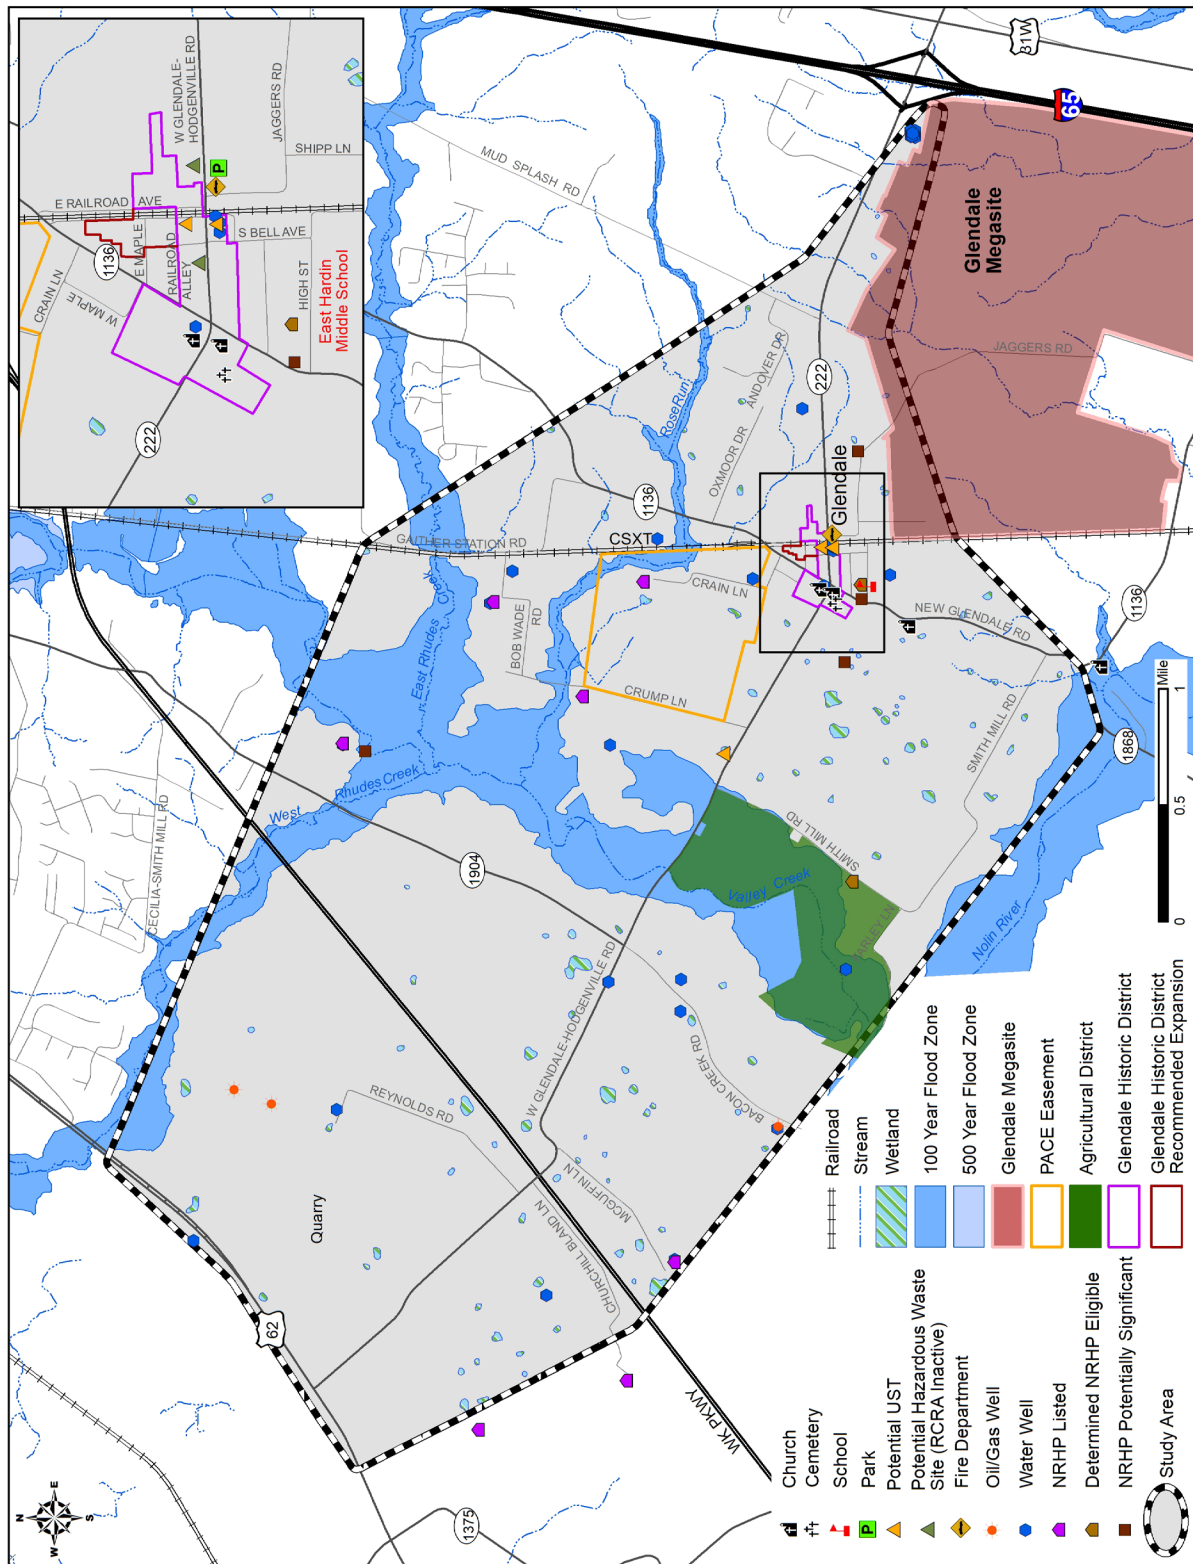 W GLENDALE-
HODGENVILLE RD
JAGGERS RD
SHIPP LN
E RAILROAD AVE
S BELL AVE
E MAPLE
RAILROAD
ALLEY
1136
CRAIN LN
W MAPLE
HIGH ST
East Hardin
Middle School
222
P
31W
65
MUD SPLASH RD
Glendale
Megasite
JAGGERS RD
Rose Run
ANDOVER DR
222
OXMOOR DR
1136
Glendale
GAITHER STATION RD
CSXT
CRAIN LN
BOB WADE
RD
East Rhudes
Creek
CRUMP LN
NEW GLENDALE RD
1136
SMITH MILL RD
1868
West
Rhudes Creek
CECILIA-SMITH MILL RD
1904
SMITH MILL RD
Valley Creek
ARLEY LN
Nolin River
W GLENDALE-HODGENVILLE RD
BACON CREEK RD
REYNOLDS RD
MCGUFFIN LN
CHURCHILL BLAND LN
Quarry
62
WK PKWY
1375
N
E
S
W
0
0.5
1
Mile
Church
Cemetery
School
P
Park
Potential UST
Potential Hazardous Waste
Site (RCRA Inactive)
Fire Department
Oil/Gas Well
Water Well
NRHP Listed
Determined NRHP Eligible
NRHP Potentially Significant
Study Area
Railroad
Stream
Wetland
100 Year Flood Zone
500 Year Flood Zone
Glendale Megasite
PACE Easement
Agricultural District
Glendale Historic District
Glendale Historic District
Recommended Expansion